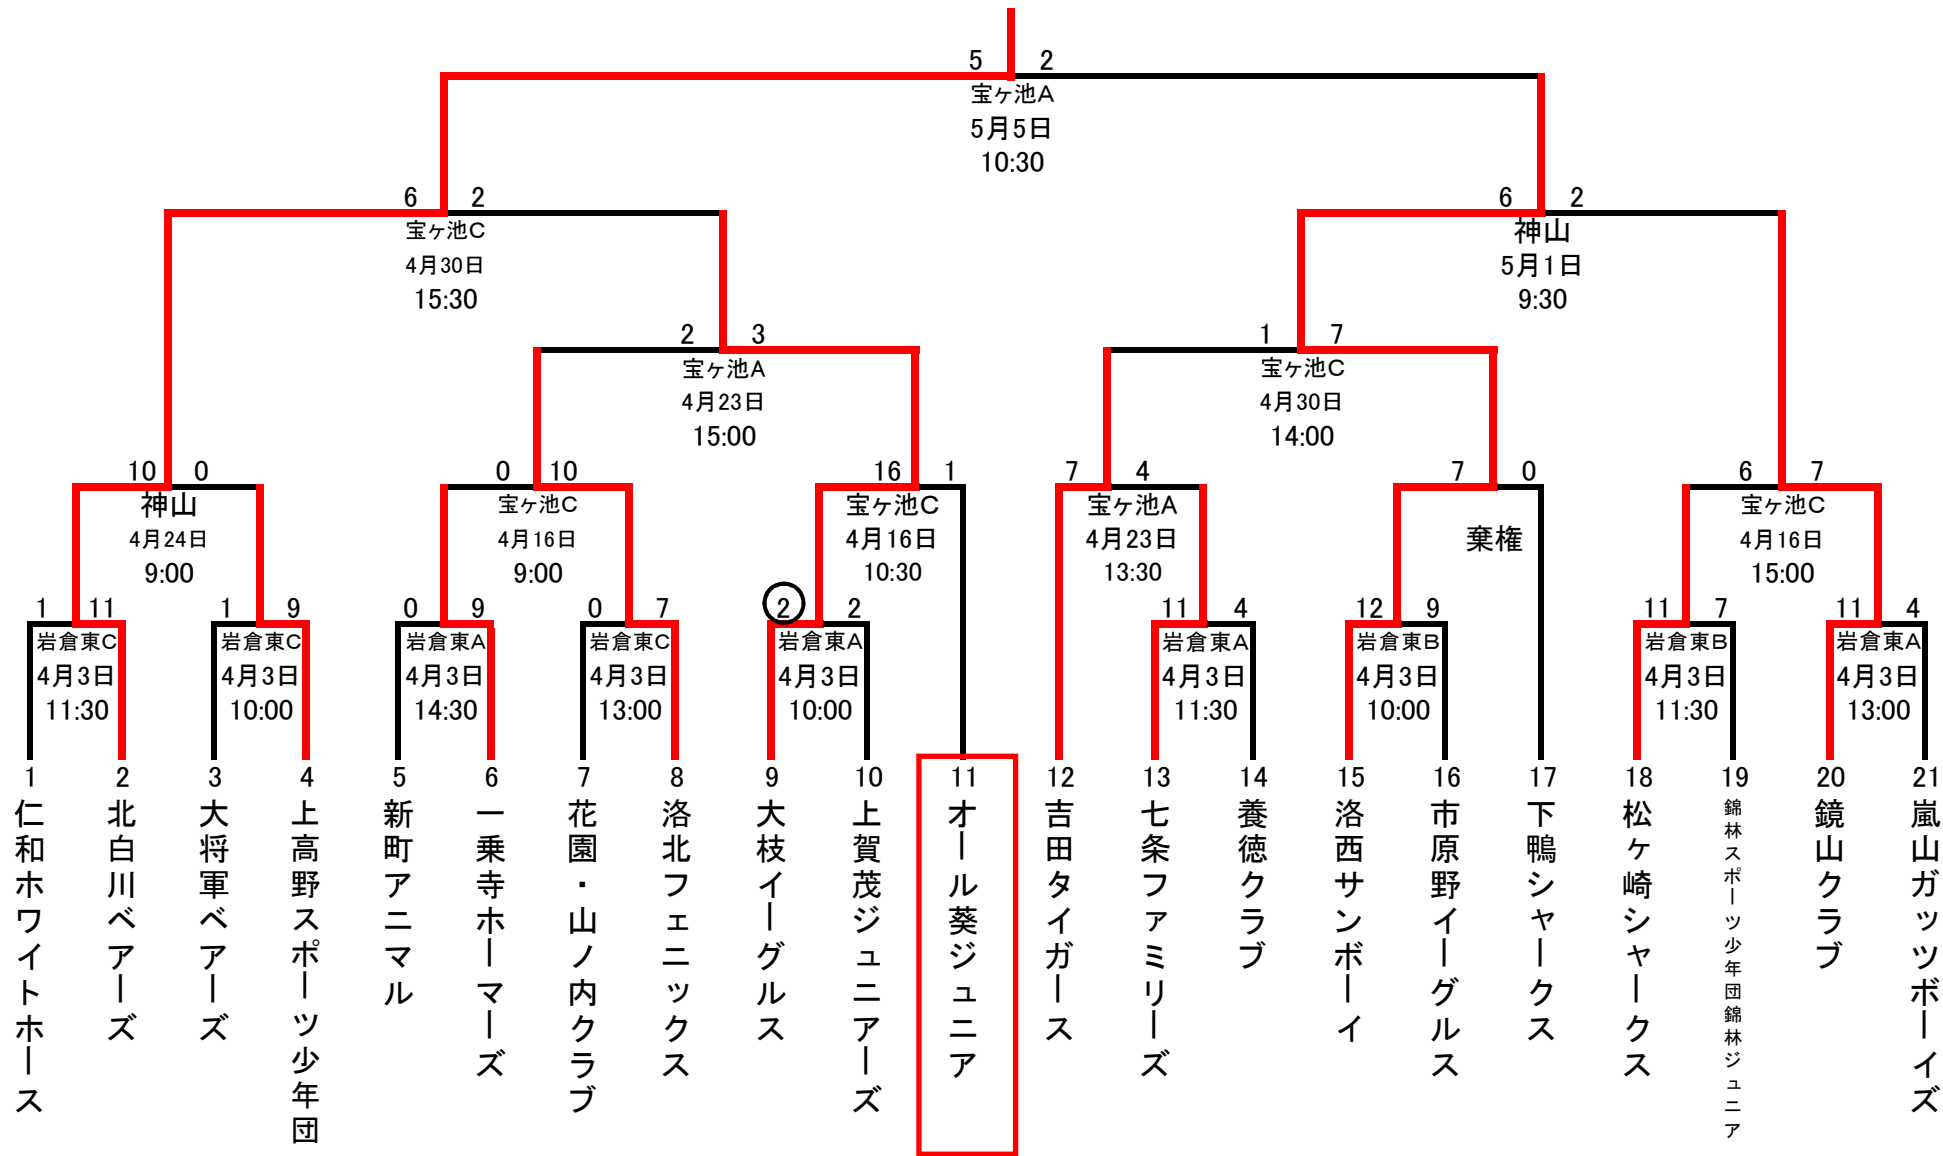 5 2
宝ヶ池A
5月5日
10:30
6 2
宝ヶ池C
4月30日
15:30
6 2
神山
5月1日
9:30
2 3
宝ヶ池A
4月23日
15:00
1 7
宝ヶ池C
4月30日
14:00
10 0
神山
4月24日
9:00
0 10
宝ヶ池C
4月16日
9:00
16 1
宝ヶ池C
4月16日
10:30
7 4
宝ヶ池A
4月23日
13:30
7 0
棄権
6 7
宝ヶ池C
4月16日
15:00
1 11
岩倉東C
4月3日
11:30
1 9
岩倉東C
4月3日
10:00
0 9
岩倉東A
4月3日
14:30
0 7
岩倉東C
4月3日
13:00
2 2
岩倉東A
4月3日
10:00
11 4
岩倉東A
4月3日
11:30
12 9
岩倉東B
4月3日
10:00
11 7
岩倉東B
4月3日
11:30
11 4
岩倉東A
4月3日
13:00
1
仁和ホワイトホース
2
北白川ベアーズ
3
大将軍ベアーズ
4
上高野スポーツ少年団
5
新町アニマル
6
一乗寺ホーマーズ
7
花園・山ノ内クラブ
8
洛北フェニックス
9
大枝イーグルス
10
上賀茂ジュニアーズ
11
オール葵ジュニア
12
吉田タイガース
13
七条ファミリーズ
14
養徳クラブ
15
洛西サンボーイ
16
市原野イーグルス
17
下鴨シャークス
18
松ヶ崎シャークス
19
錦林スポーツ少年団錦林ジュニア
20
鏡山クラブ
21
嵐山ガッツボーイズ